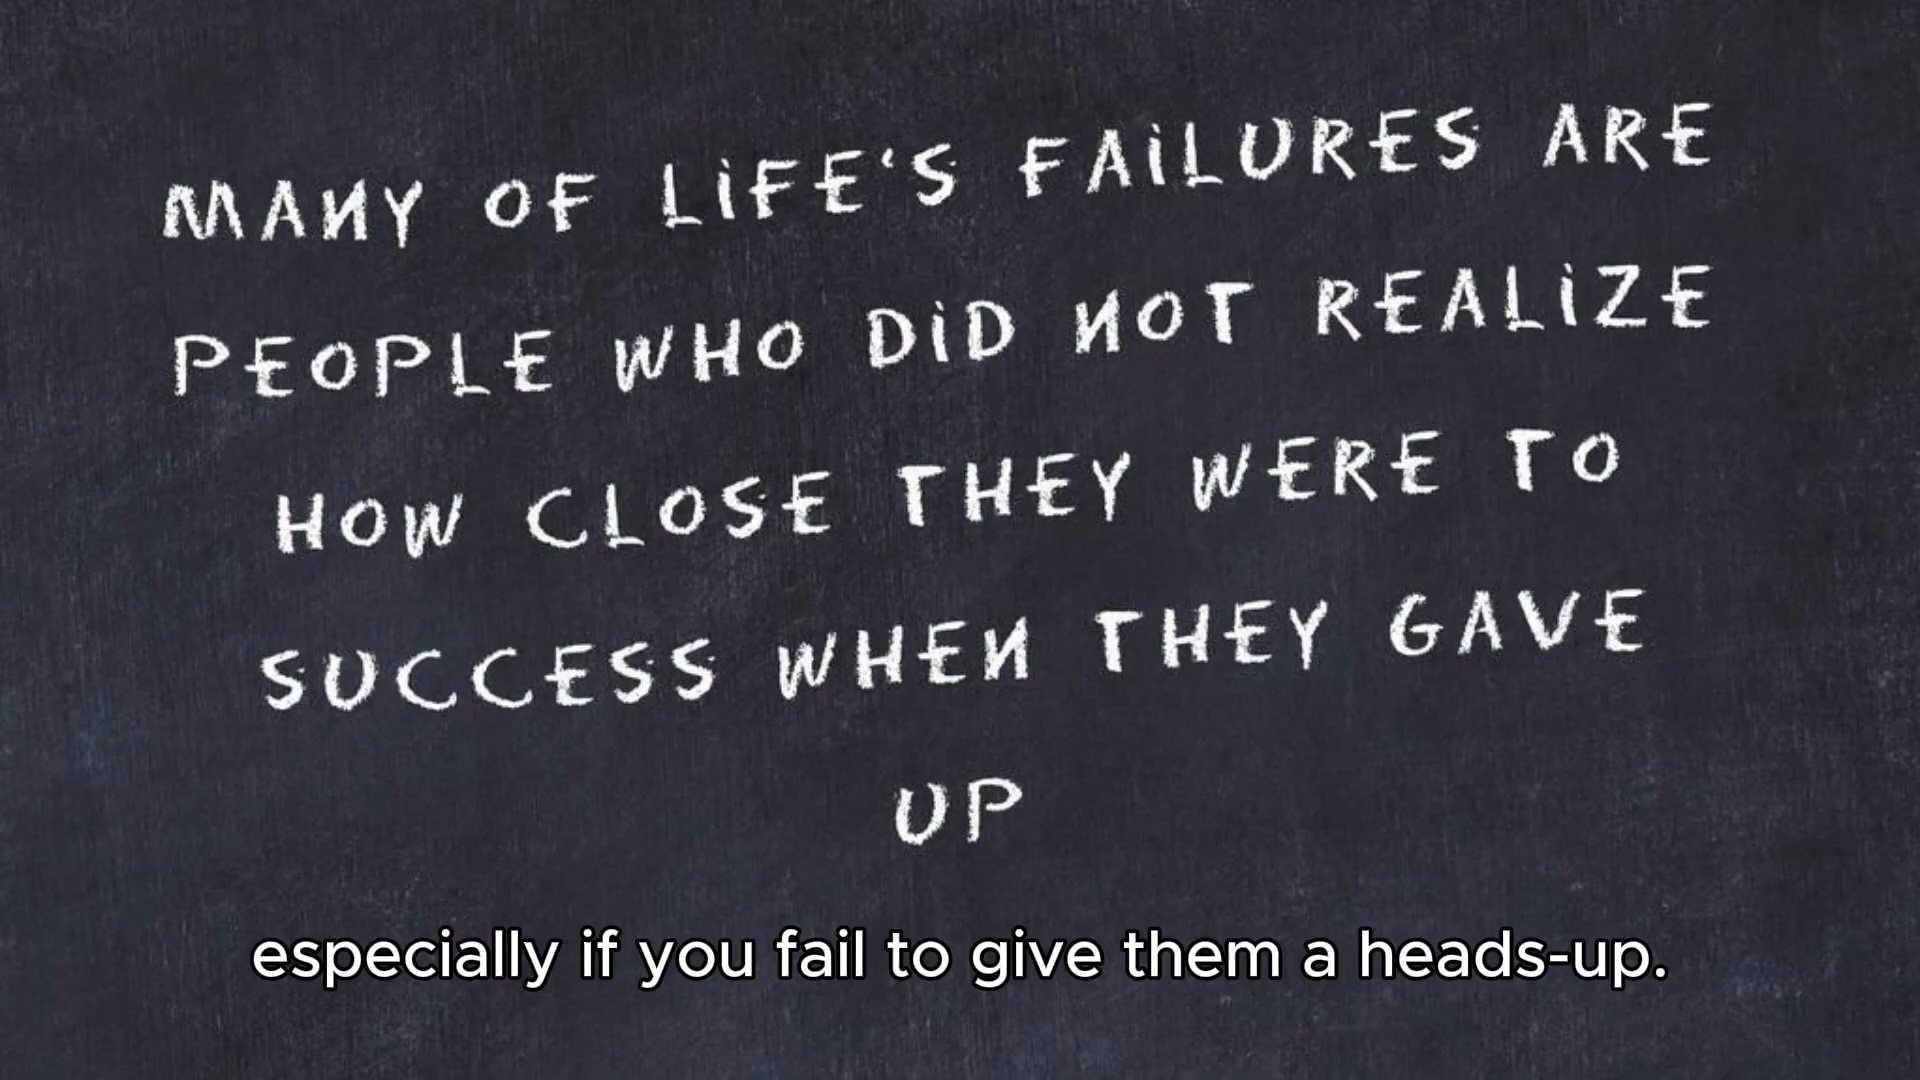 MANY OF LIFE'S FAILURES ARE
PEOPLE WHO DID NOT REALIZE
HOW CLOSE THEY WERE TO
SUCCESS WHEN THEY GAVE
UP
especially if you fail to give them a heads-up.